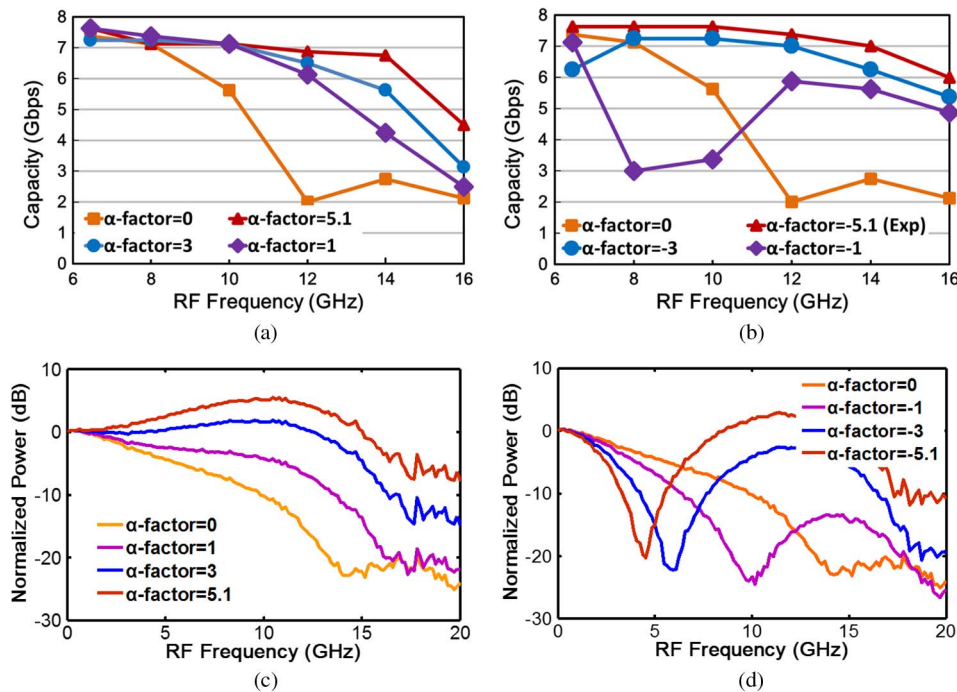 8
7
6
5
4
3
2
1
0
Capacity (Gbps)
α-factor=0
α-factor=5.1
α-factor=3
α-factor=1
6 8 10 12 14 16
RF Frequency (GHz)
(a)
8
7
6
5
4
3
2
1
0
Capacity (Gbps)
α-factor=0
α-factor=-5.1 (Exp)
α-factor=-3
α-factor=-1
6 8 10 12 14 16
RF Frequency (GHz)
(b)
10
0
-10
-20
-30
Normalized Power (dB)
α-factor=0
α-factor=1
α-factor=3
α-factor=5.1
0 5 10 15 20
RF Frequency (GHz)
(c)
10
0
-10
-20
-30
Normalized Power (dB)
α-factor=0
α-factor=-1
α-factor=-3
α-factor=-5.1
0 5 10 15 20
RF Frequency (GHz)
(d)